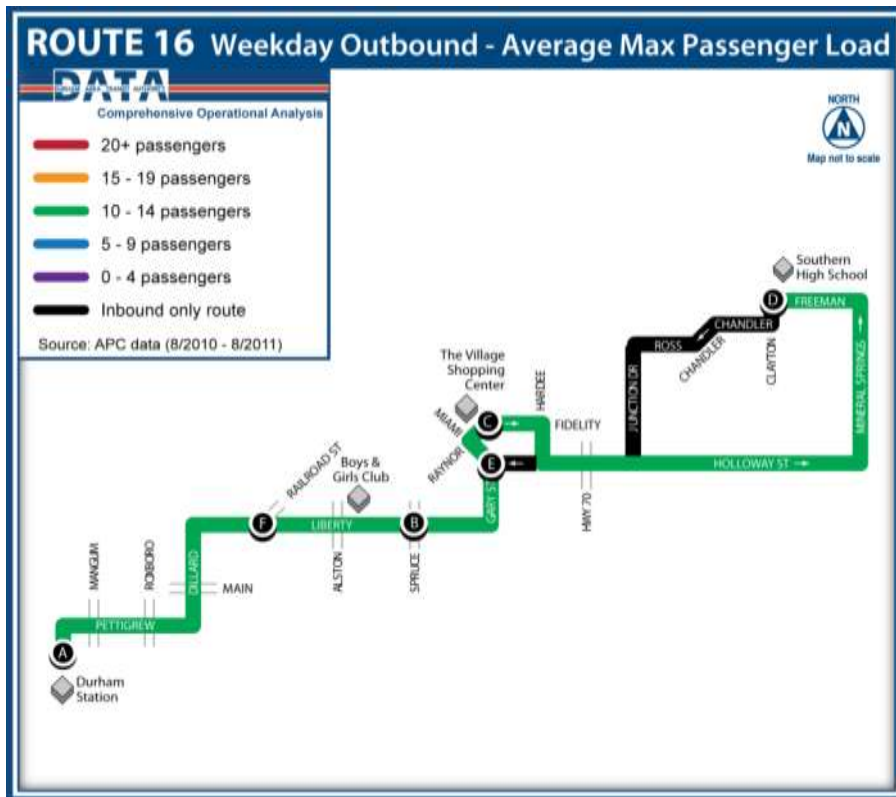 ROUTE 16 Weekday Outbound - Average Max Passenger Load
DATA
DURHAM AREA TRANSIT AUTHORITY
Comprehensive Operational Analysis
20+ passengers
15 - 19 passengers
10 - 14 passengers
5 - 9 passengers
0 - 4 passengers
Inbound only route
Source: APC data (8/2010 - 8/2011)
NORTH
N
Map not to scale
Southern
High School
D
FREEMAN
CHANDLER
ROSS
CHANDLER
CLAYTON
JUNCTION DR
MINERAL SPRINGS
The Village
Shopping
Center
HARDEE
MIAMI
C
FIDELITY
RAYNOR
E
HOLLOWAY ST
GARY ST
HWY 70
Boys &
Girls Club
RAILROAD ST
F
LIBERTY
B
ALSTON
SPRUCE
MANGUM
ROXBORO
DILLARD
MAIN
PETTIGREW
A
Durham
Station